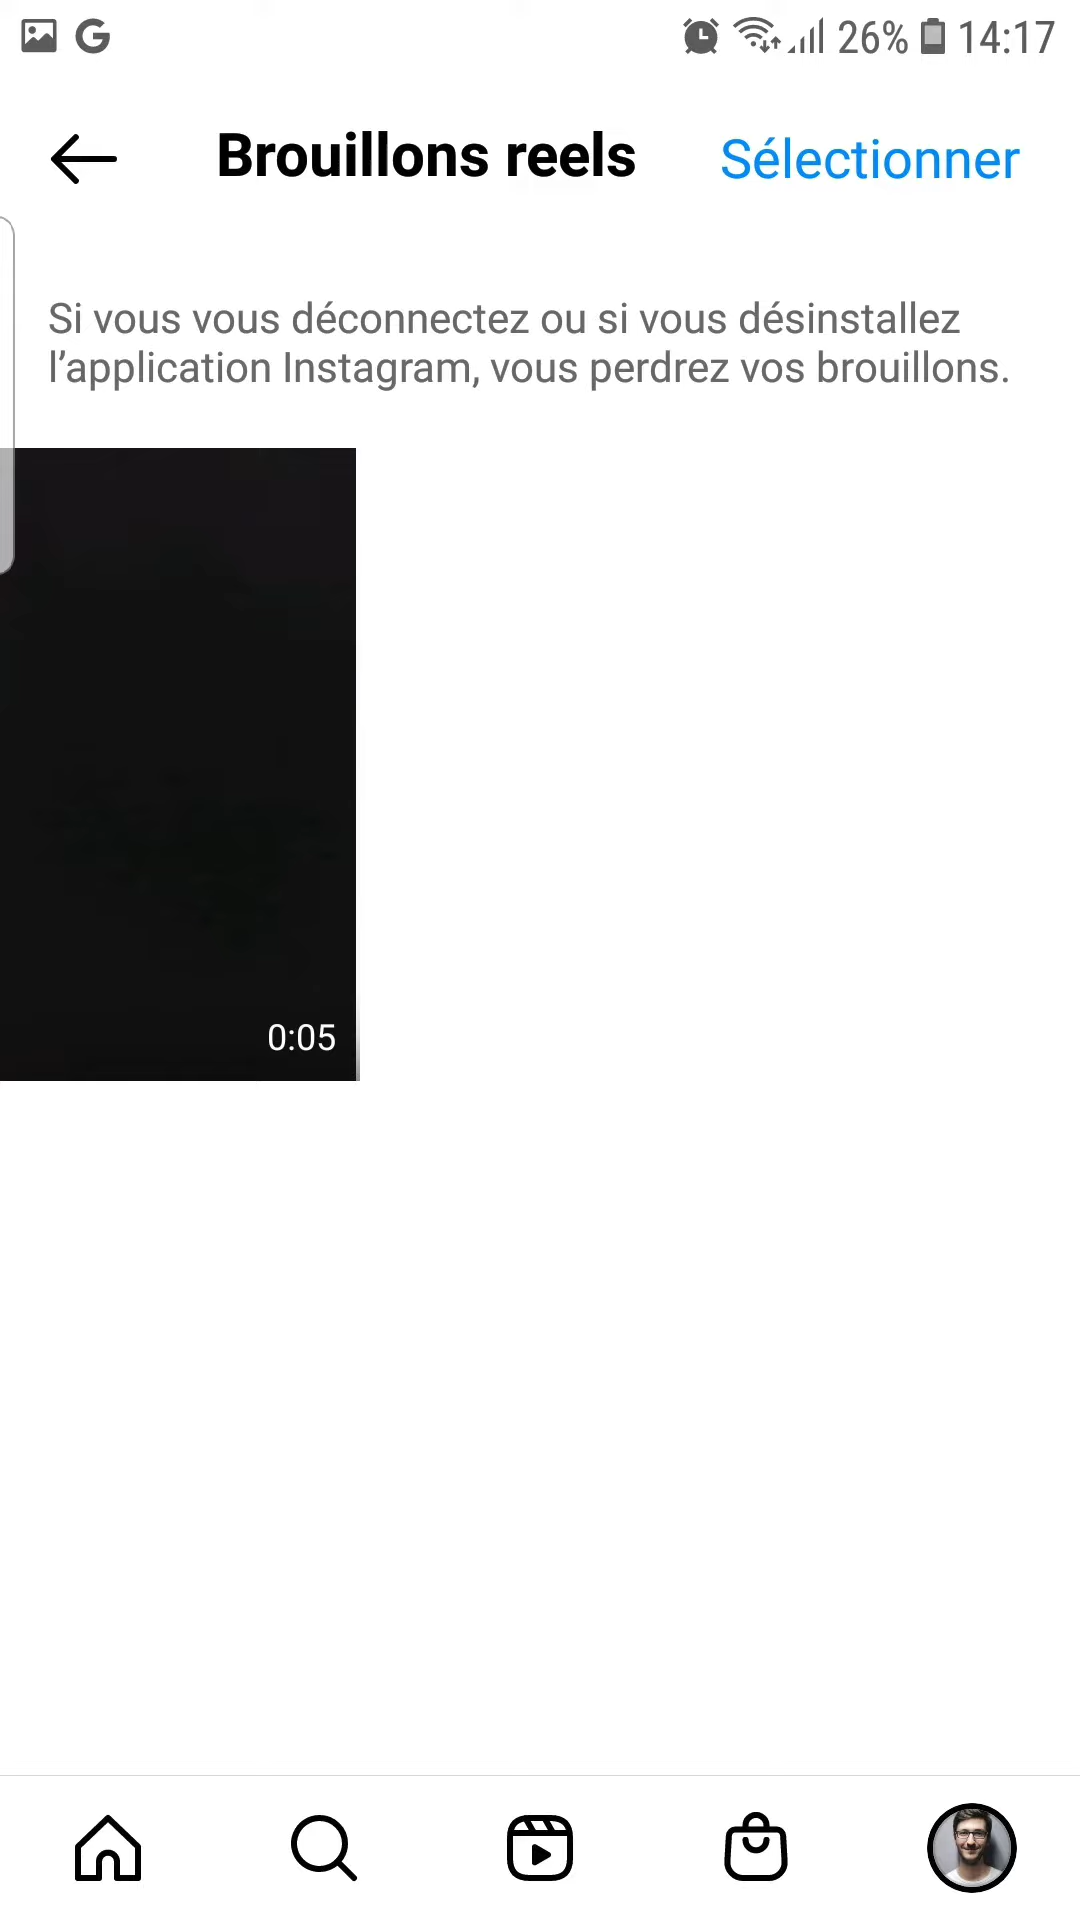 26% 14:17
Brouillons reels
Sélectionner
Si vous vous déconnectez ou si vous désinstallez
l’application Instagram, vous perdrez vos brouillons.
0:05